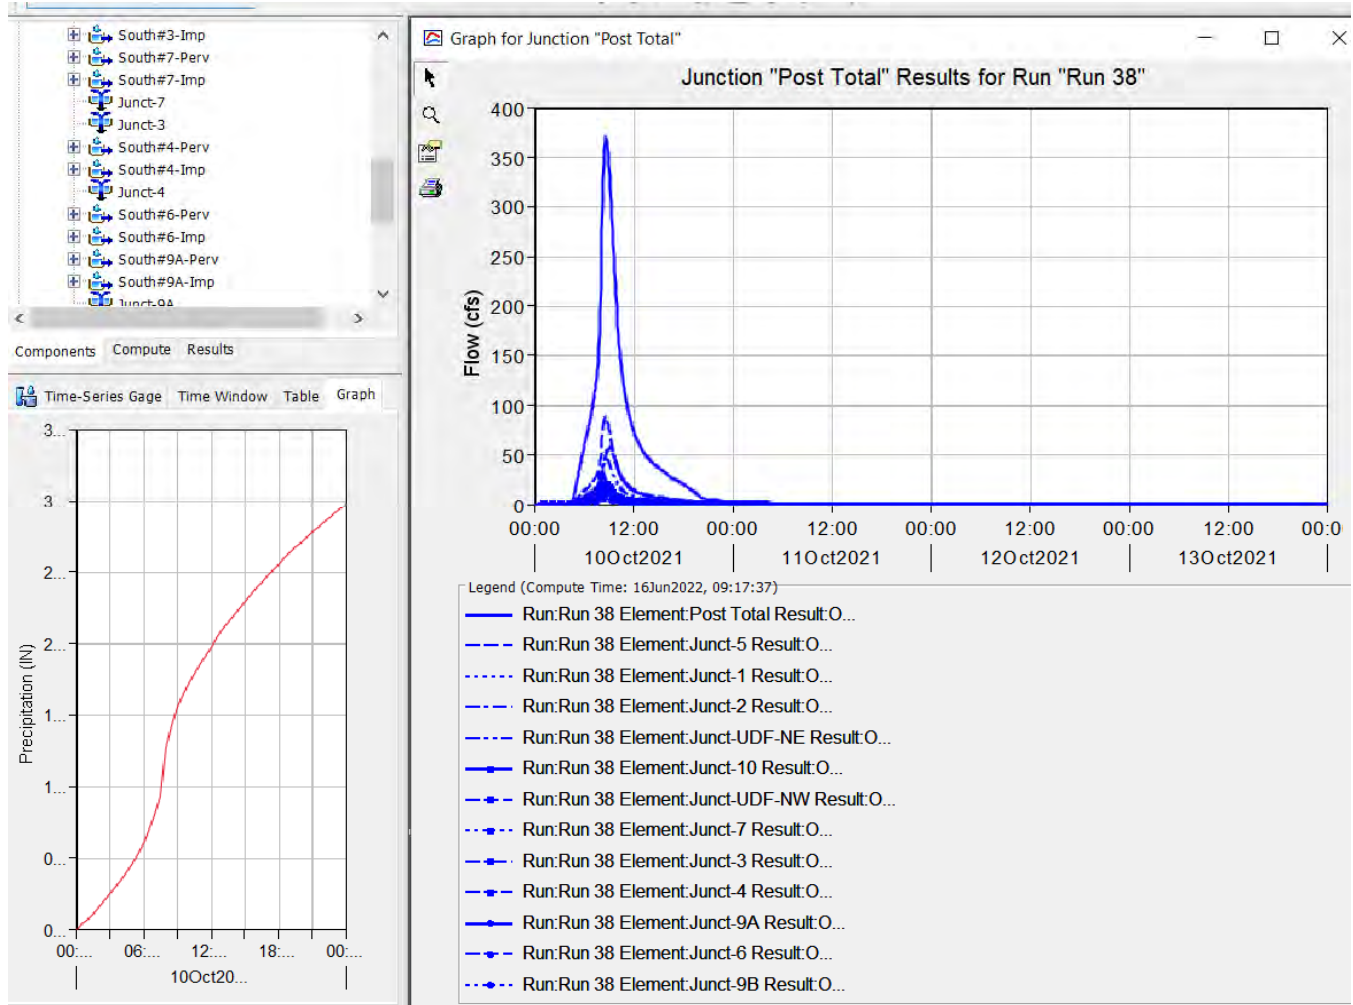 South#3-Imp
South#7-Perv
South#7-Imp
Junct-7
Junct-3
South#4-Perv
South#4-Imp
Junct-4
South#6-Perv
South#6-Imp
South#9A-Perv
South#9A-Imp
Junct-9A
Components Compute Results
Time-Series Gage Time Window Table Graph
3...
3
2...
2...
1...
1...
0...
0...
Precipitation (IN)
00:... 06:... 12:... 18:... 00:...
10Oct20...
Graph for Junction "Post Total"
Junction "Post Total" Results for Run "Run 38"
400
350
300
250
200
150
100
50
0
Flow (cfs)
00:00 12:00 00:00 12:00 00:00 12:00 00:00 12:00 00:0
10Oct2021 11Oct2021 12Oct2021 13Oct2021
Legend (Compute Time: 16Jun2022, 09:17:37)
Run:Run 38 Element:Post Total Result:O...
Run:Run 38 Element:Junct-5 Result:O...
Run:Run 38 Element:Junct-1 Result:O...
Run:Run 38 Element:Junct-2 Result:O...
Run:Run 38 Element:Junct-UDF-NE Result:O...
Run:Run 38 Element:Junct-10 Result:O...
Run:Run 38 Element:Junct-UDF-NW Result:O...
Run:Run 38 Element:Junct-7 Result:O...
Run:Run 38 Element:Junct-3 Result:O...
Run:Run 38 Element:Junct-4 Result:O...
Run:Run 38 Element:Junct-9A Result:O...
Run:Run 38 Element:Junct-6 Result:O...
Run:Run 38 Element:Junct-9B Result:O...